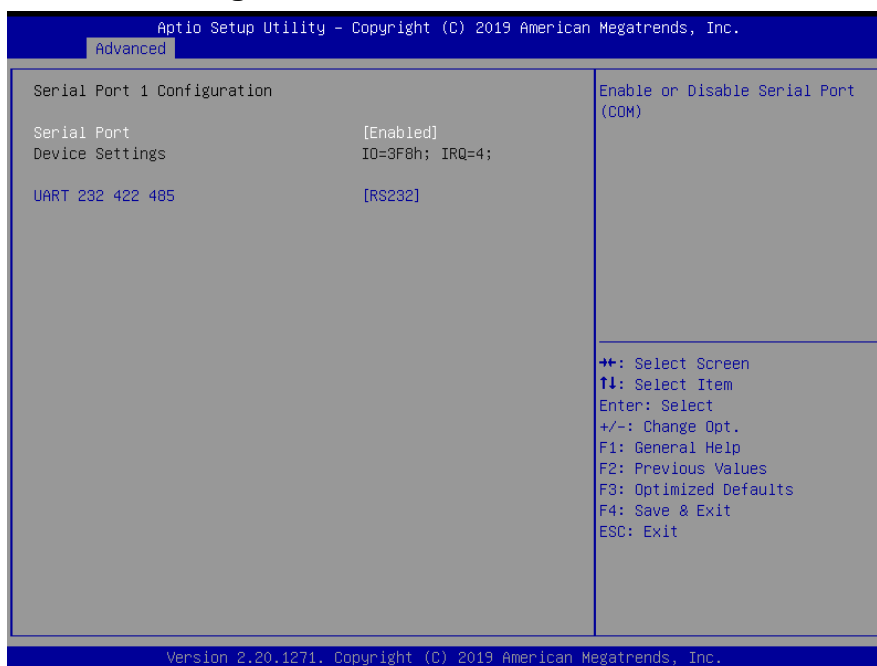 Aptio Setup Utility – Copyright (C) 2019 American Megatrends, Inc.
Advanced
Serial Port 1 Configuration
Serial Port [Enabled]
Device Settings IO=3F8h; IRQ=4;
UART 232 422 485 [RS232]
Enable or Disable Serial Port
(COM)
→←: Select Screen
↑↓: Select Item
Enter: Select
+/-: Change Opt.
F1: General Help
F2: Previous Values
F3: Optimized Defaults
F4: Save & Exit
ESC: Exit
Version 2.20.1271. Copyright (C) 2019 American Megatrends, Inc.